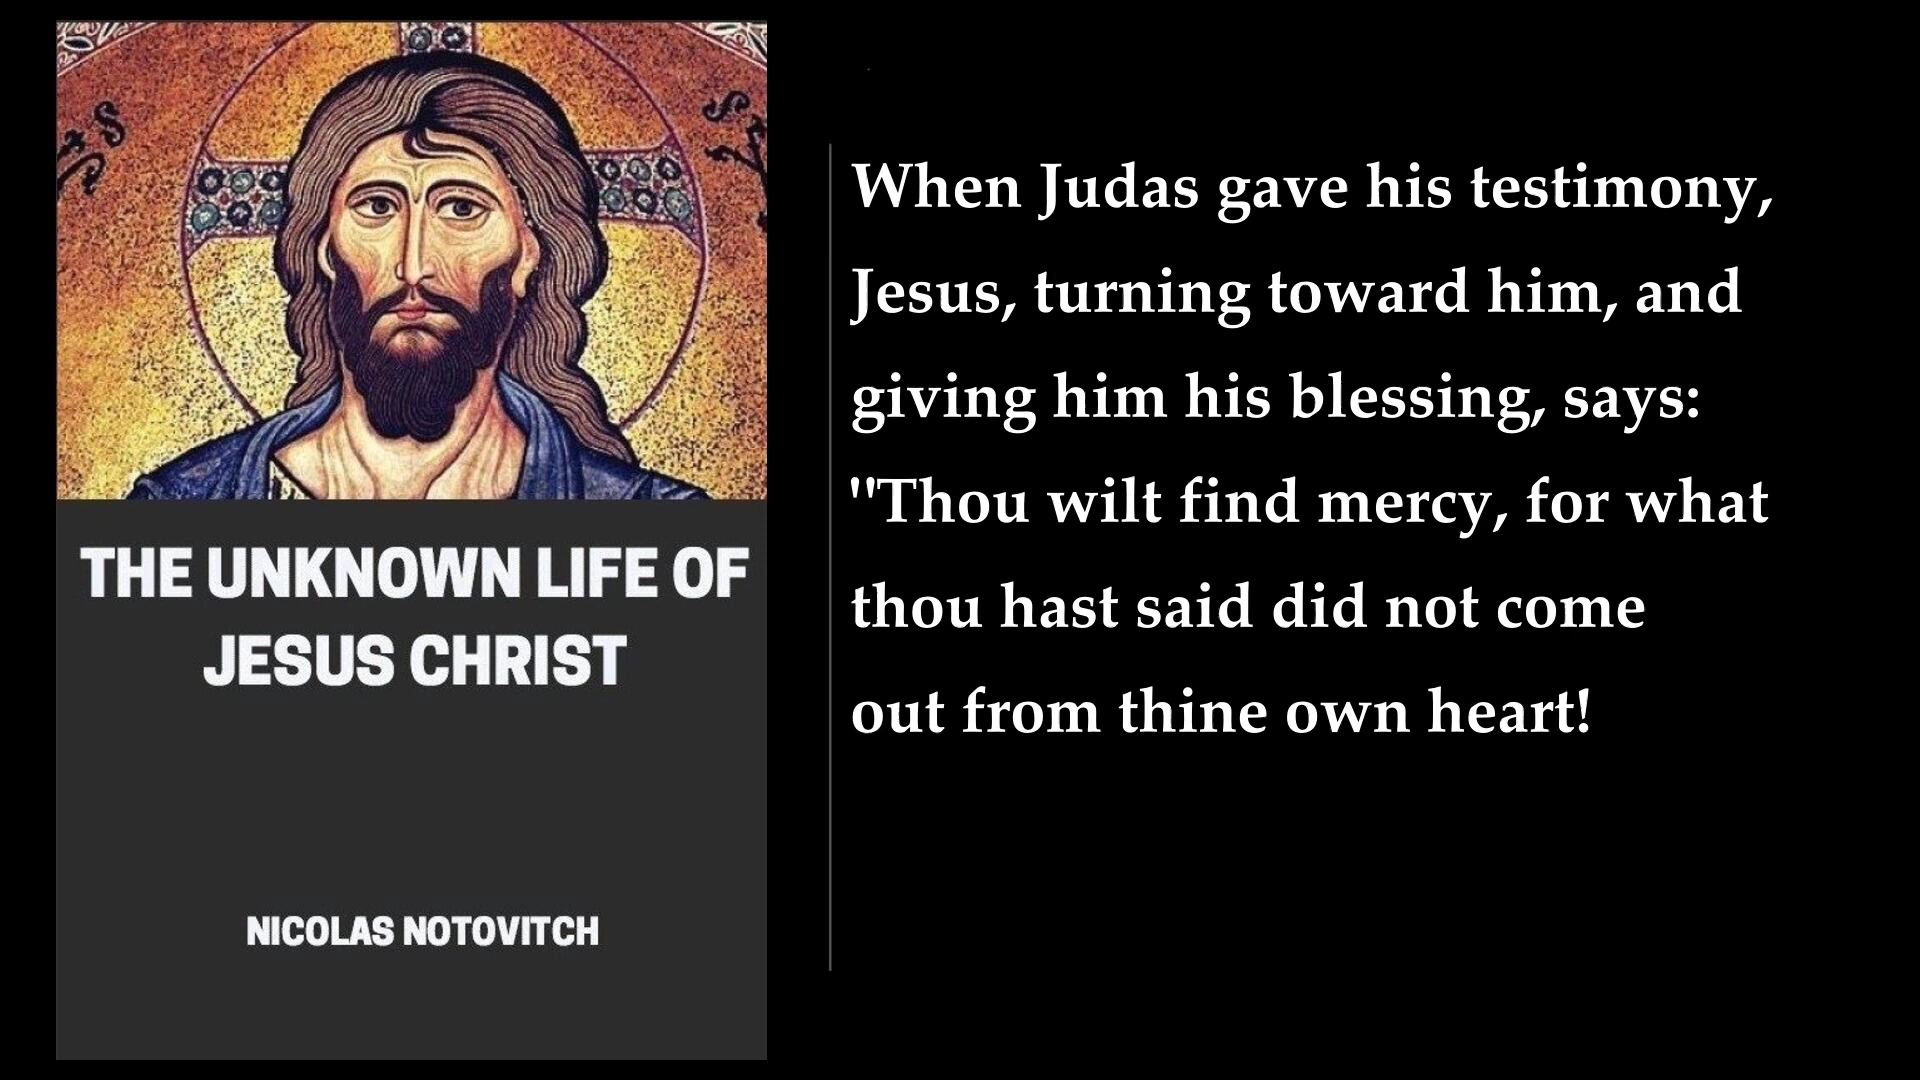 THE UNKNOWN LIFE OF
JESUS CHRIST
NICOLAS NOTOVITCH
When Judas gave his testimony,
Jesus, turning toward him, and
giving him his blessing, says:
"Thou wilt find mercy, for what
thou hast said did not come
out from thine own heart!